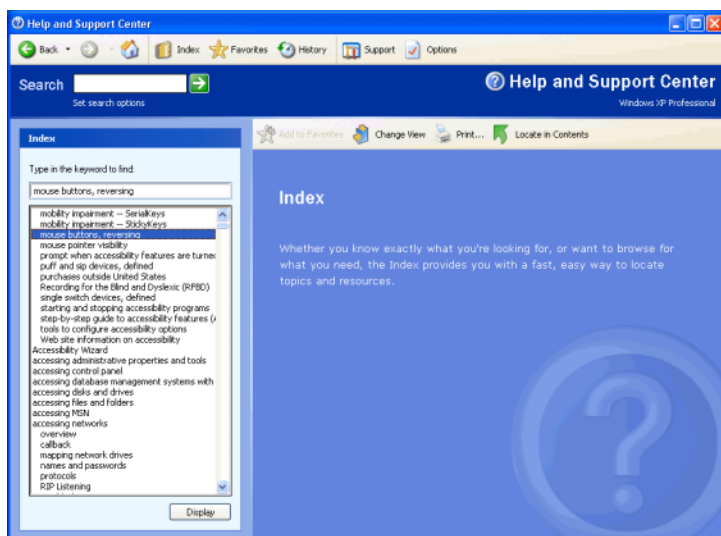 Help and Support Center
Back
Index
Favorites
History
Support
Options
Search
Set search options
Help and Support Center
Windows XP Professional
Index
Add to Favorites
Change View
Print...
Locate in Contents
Type in the keyword to find:
mouse buttons, reversing
mobility impairment -- SerialKeys
mobility impairment -- StickyKeys
mouse buttons, reversing
mouse pointer visibility
prompt when accessibility features are turne
puff and sip devices, defined
purchases outside United States
Recording for the Blind and Dyslexic (RFBD)
single switch devices, defined
starting and stopping accessibility programs
step-by-step guide to accessibility features (
tools to configure accessibility options
Web site information on accessibility
Accessibility Wizard
accessing administrative properties and tools
accessing control panel
accessing database management systems with
accessing disks and drives
accessing files and folders
accessing MSN
accessing networks
overview
callback
mapping network drives
names and passwords
protocols
RIP Listening
Display
Index
Whether you know exactly what you're looking for, or want to browse for
what you need, the Index provides you with a fast, easy way to locate
topics and resources.